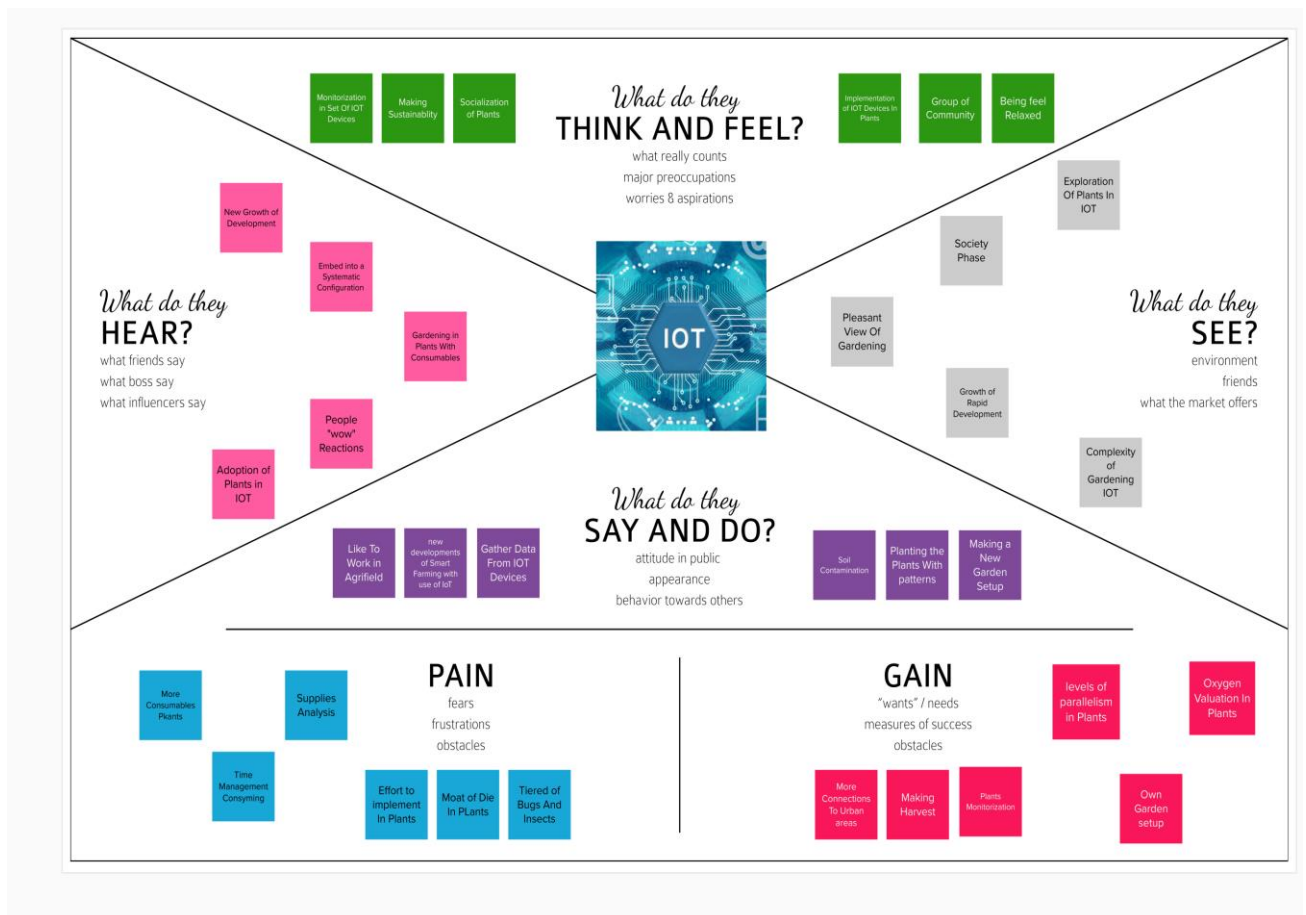 Monitorization
in Set Of IOT
Devices
Making
Sustainablity
Socialization
of Plants
What do they
THINK AND FEEL?
what really counts
major preoccupations
worries & aspirations
Implementation
of IOT Devices In
Plants
Group of
Community
Being feel
Relaxed
New Growth of
Development
Embed into a
Systematic
Configuration
Gardening in
Plants With
Consumables
What do they
HEAR?
what friends say
what boss say
what influencers say
People
"wow"
Reactions
Adoption of
Plants in
IOT
IOT
Exploration
Of Plants In
IOT
Society
Phase
Pleasant
View Of
Gardening
What do they
SEE?
environment
friends
what the market offers
Growth of
Rapid
Development
Complexity
of
Gardening
IOT
What do they
SAY AND DO?
attitude in public
appearance
behavior towards others
Like To
Work in
Agrifield
new
developments
of Smart
Farming with
use of IoT
Gather Data
From IOT
Devices
Soil
Contamination
Planting the
Plants With
patterns
Making a
New
Garden
Setup
PAIN
fears
frustrations
obstacles
More
Consumables
Pkants
Supplies
Analysis
Time
Management
Consyming
Effort to
implement
In Plants
Moat of Die
In PLants
Tiered of
Bugs And
Insects
GAIN
"wants" / needs
measures of success
obstacles
levels of
parallelism
in Plants
Oxygen
Valuation In
Plants
More
Connections
To Urban
areas
Making
Harvest
Plants
Monitorization
Own
Garden
setup